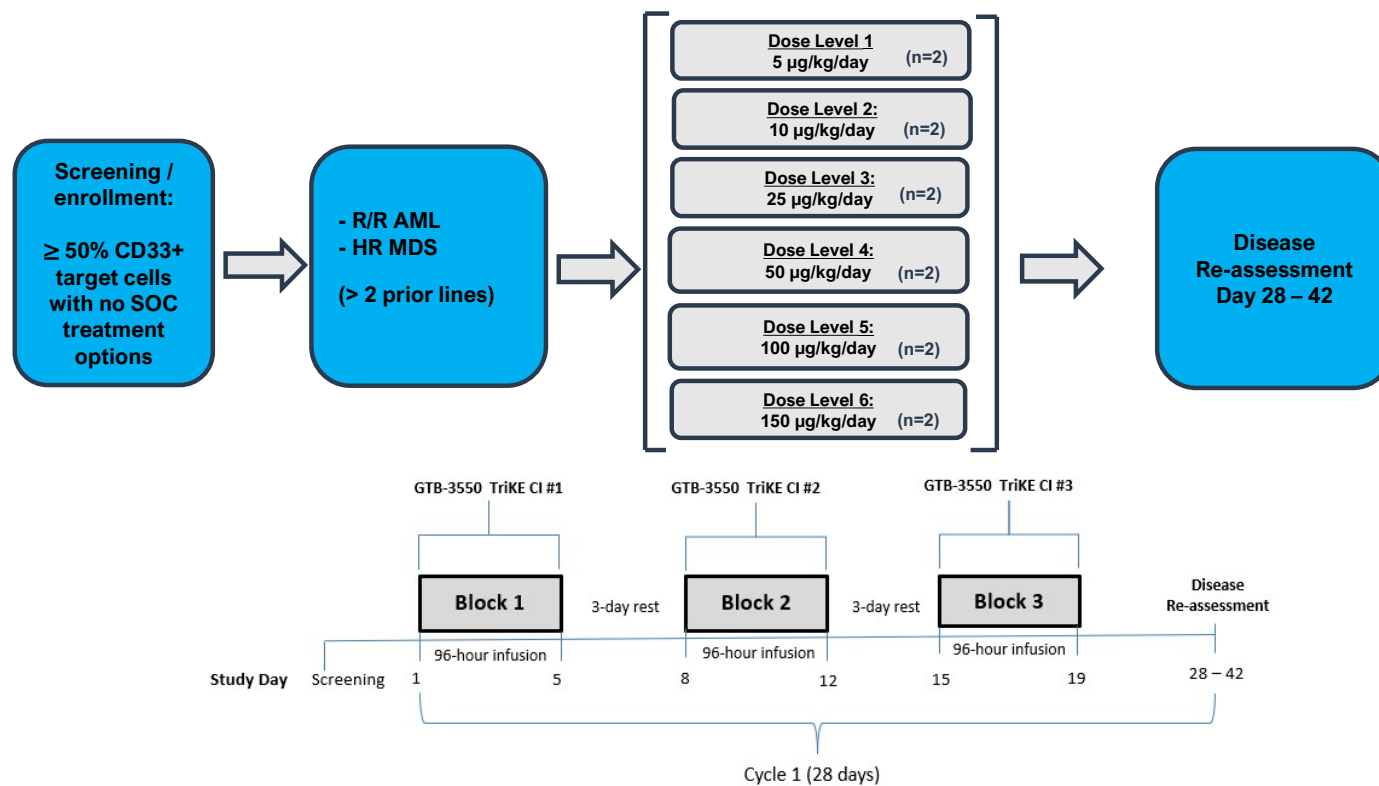 Screening /
enrollment:
≥ 50% CD33+
target cells
with no SOC
treatment
options
- R/R AML
- HR MDS
(> 2 prior lines)
Dose Level 1
5 µg/kg/day (n=2)
Dose Level 2:
10 µg/kg/day (n=2)
Dose Level 3:
25 µg/kg/day (n=2)
Dose Level 4:
50 µg/kg/day (n=2)
Dose Level 5:
100 µg/kg/day (n=2)
Dose Level 6:
150 µg/kg/day (n=2)
Disease
Re-assessment
Day 28 – 42
GTB-3550 TriKE CI #1 GTB-3550 TriKE CI #2 GTB-3550 TriKE CI #3
Block 1 3-day rest Block 2 3-day rest Block 3
Disease
Re-assessment
96-hour infusion 96-hour infusion 96-hour infusion
Study Day Screening 1 5 8 12 15 19 28 – 42
Cycle 1 (28 days)